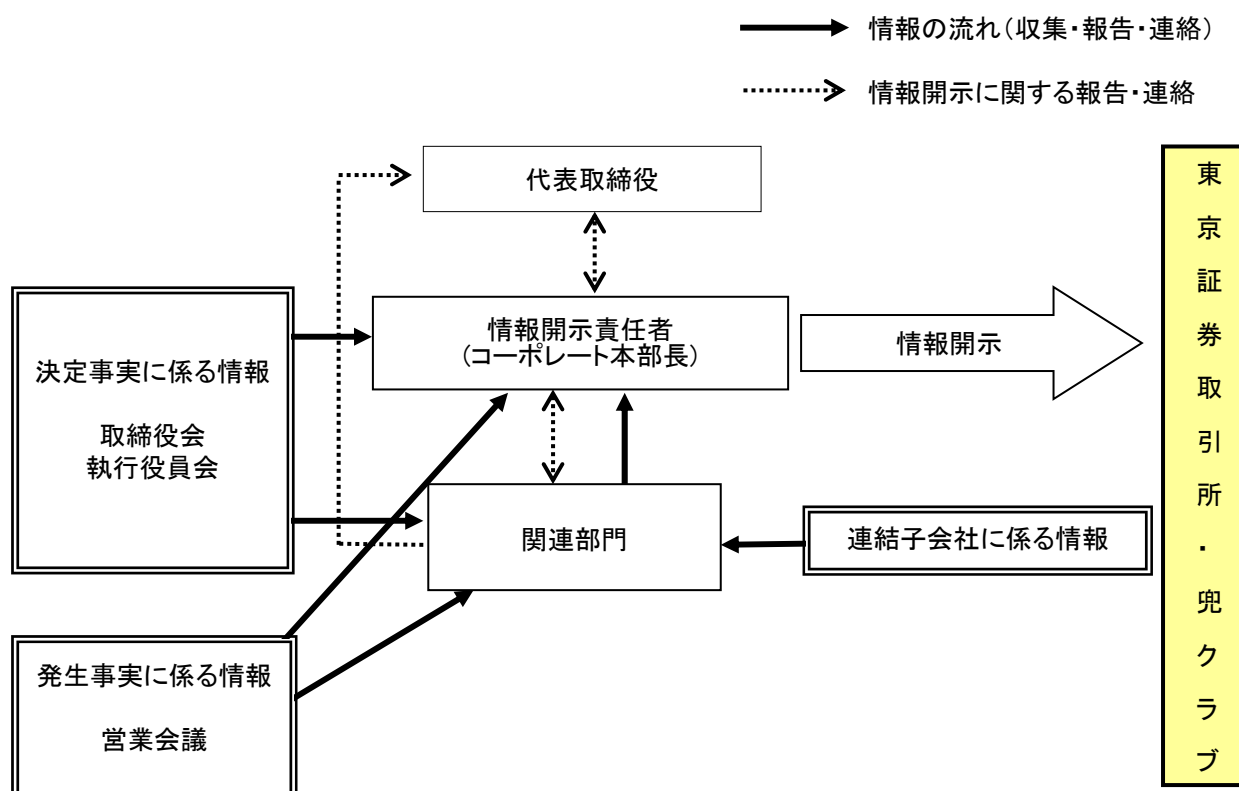 情報の流れ(収集・報告・連絡)
情報開示に関する報告・連絡
代表取締役
情報開示責任者
(コーポレート本部長)
情報開示
決定事実に係る情報
取締役会
執行役員会
関連部門
連結子会社に係る情報
発生事実に係る情報
営業会議
東京証券取引所・兜クラブ